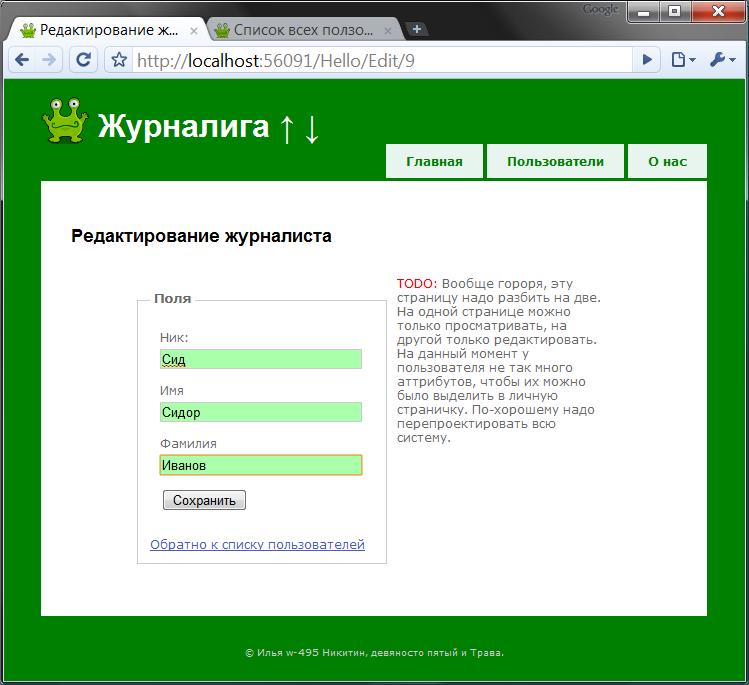 Google
Редактирование ж...
Список всех ползо...
http://localhost:56091/Hello/Edit/9
Журналига ↑↓
Главная
Пользователи
О нас
Редактирование журналиста
Поля
Ник:
Сид
Имя
Сидор
Фамилия
Иванов
Сохранить
Обратно к списку пользователей
TODO: Вообще гороря, эту
страницу надо разбить на две.
На одной странице можно
только просматривать, на
другой только редактировать.
На данный момент у
пользователя не так много
аттрибутов, чтобы их можно
было выделить в личную
страничку. По-хорошему надо
перепроектировать всю
систему.
© Илья w-495 Никитин, девяносто пятый и Трава.